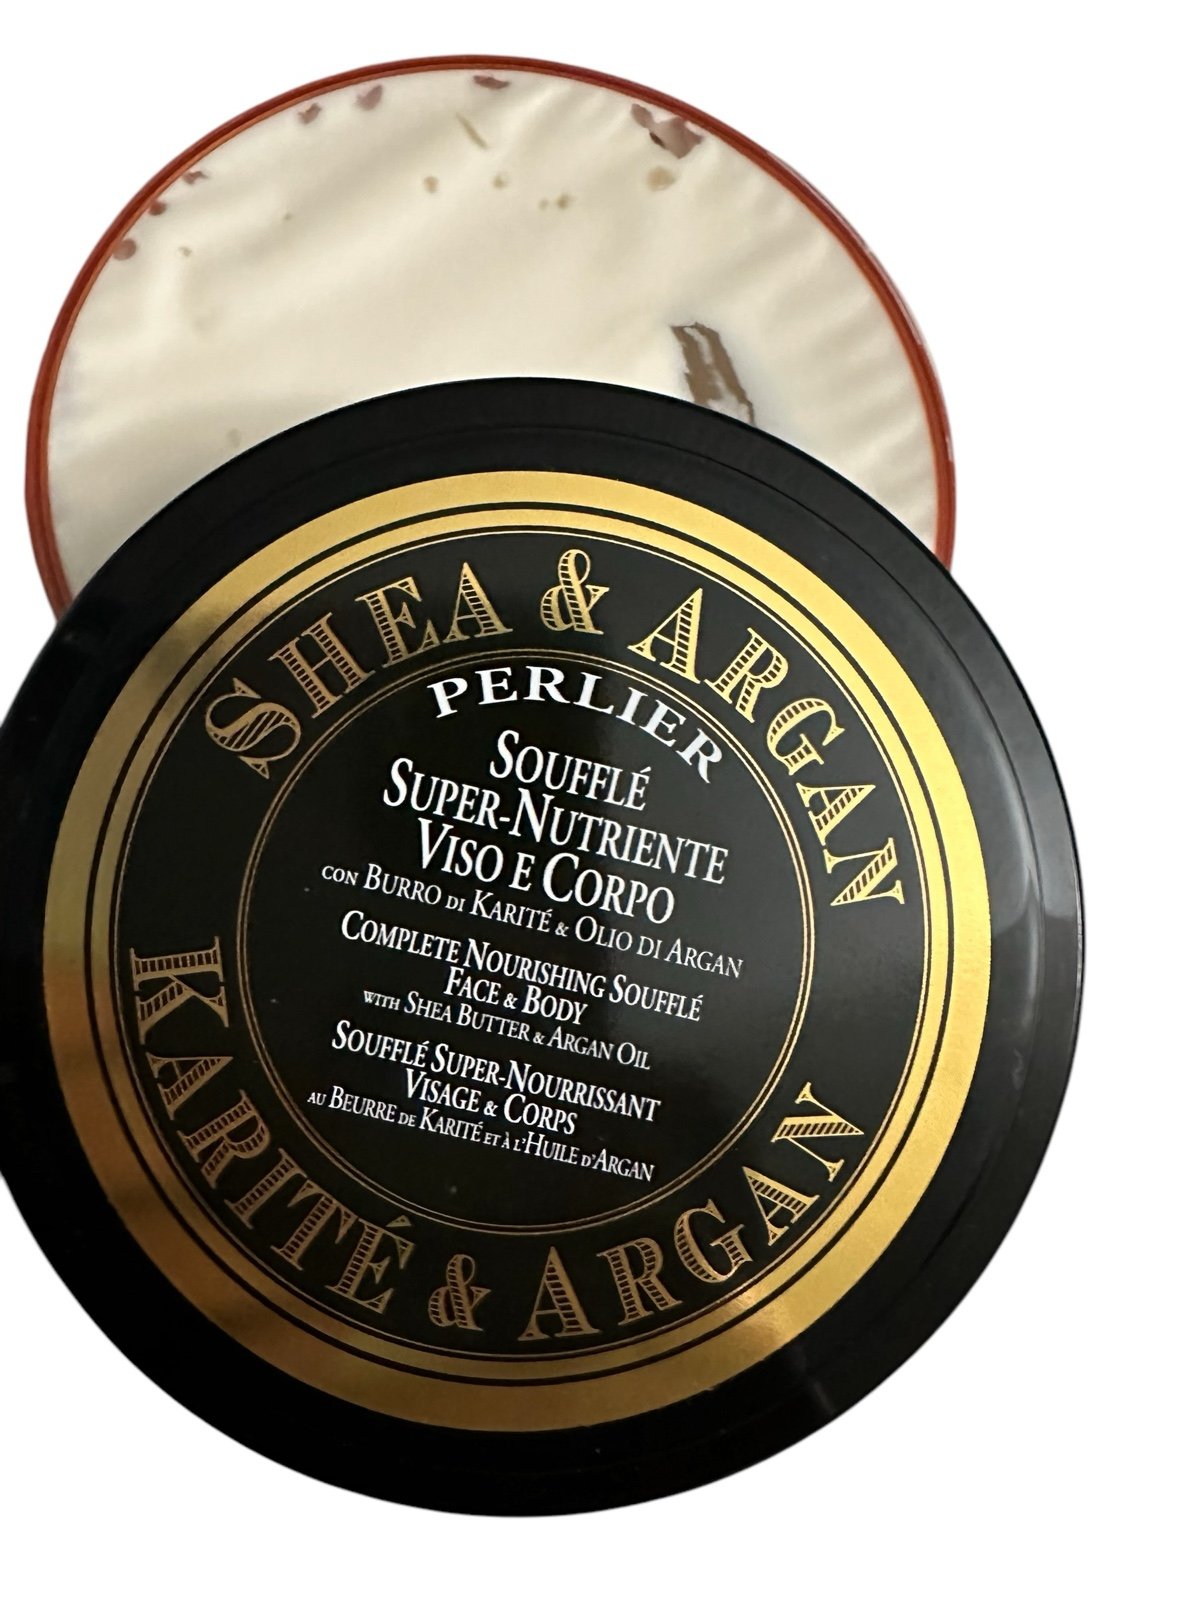 SHEA & ARGAN
PERLIER
SOUFFLÉ
SUPER-NUTRIENTE
VISO E CORPO
CON BURRO DI KARITÉ & OLIO DI ARGAN
COMPLETE NOURISHING SOUFFLÉ
FACE & BODY
WITH SHEA BUTTER & ARGAN OIL
SOUFFLÉ SUPER-NOURRISSANT
VISAGE & CORPS
AU BEURRE DE KARITÉ ET À L'HUILE D'ARGAN
KARITÉ & ARGAN